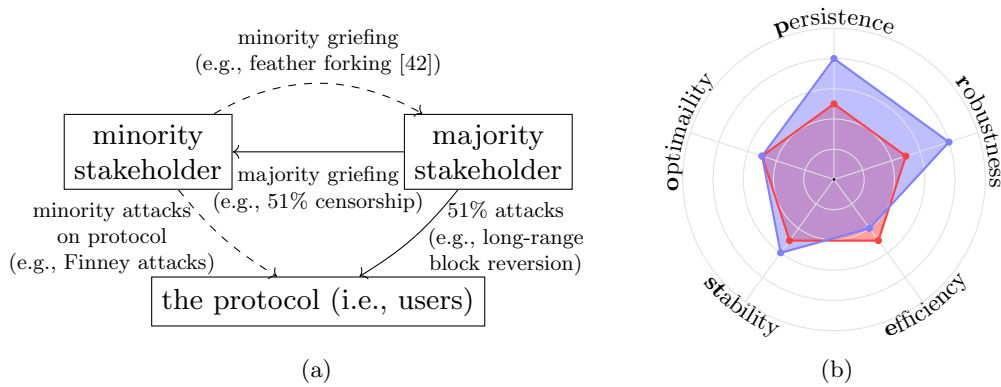 minority griefing
(e.g., feather forking [42])
minority
stakeholder
majority
stakeholder
majority griefing
(e.g., 51% censorship)
minority attacks
on protocol
(e.g., Finney attacks)
51% attacks
(e.g., long-range
block reversion)
the protocol (i.e., users)
(a)
persistence
robustness
efficiency
stability
optimaility
(b)